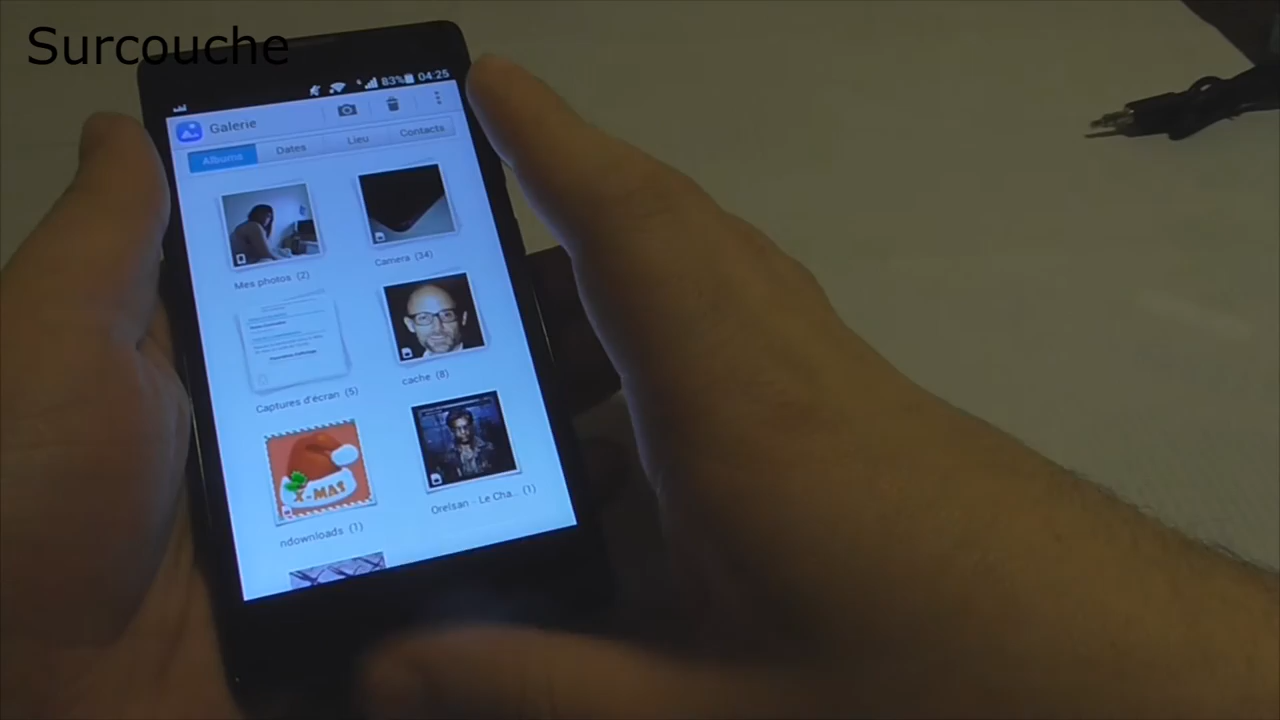 Surcouche
83% 04:25
Galerie
Albums Dates Lieu Contacts
Mes photos (2)
Camera (34)
Captures d'écran (5)
cache (8)
X-MAS
ndownloads (1)
Orelsan - Le Cha... (1)